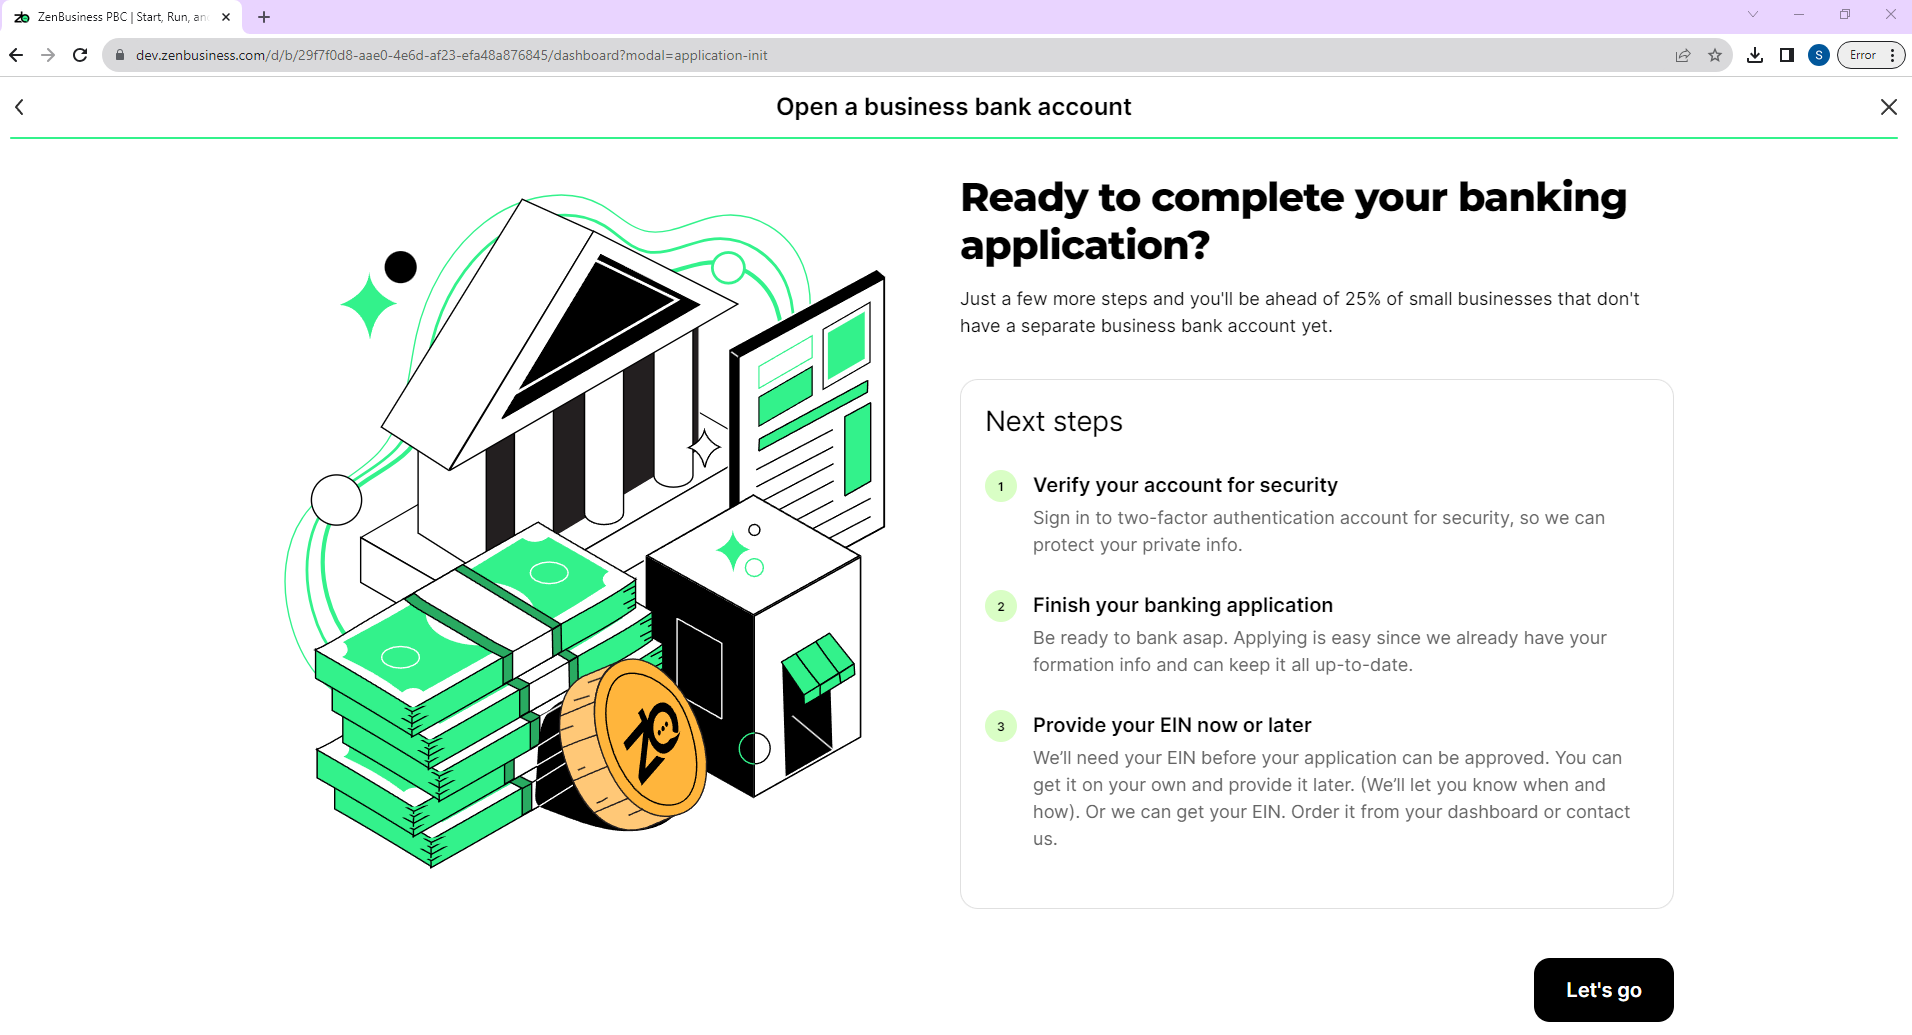 ZenBusiness PBC | Start, Run, an
dev.zenbusiness.com/d/b/29f7f0d8-aae0-4e6d-af23-efa48a876845/dashboard?modal=application-init
S
Error
Open a business bank account
Ready to complete your banking
application?
Just a few more steps and you'll be ahead of 25% of small businesses that don't
have a separate business bank account yet.
Next steps
1
Verify your account for security
Sign in to two-factor authentication account for security, so we can
protect your private info.
2
Finish your banking application
Be ready to bank asap. Applying is easy since we already have your
formation info and can keep it all up-to-date.
3
Provide your EIN now or later
We’ll need your EIN before your application can be approved. You can
get it on your own and provide it later. (We’ll let you know when and
how). Or we can get your EIN. Order it from your dashboard or contact
us.
Let's go